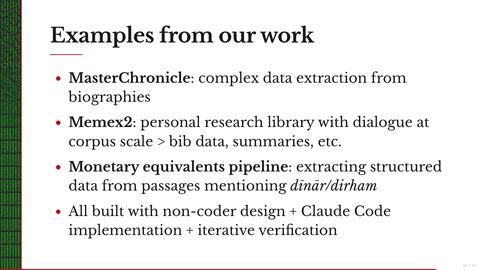 Examples from our work
• MasterChronicle: complex data extraction from
biographies
• Memex2: personal research library with dialogue at
corpus scale > bib data, summaries, etc.
• Monetary equivalents pipeline: extracting structured
data from passages mentioning dīnār/dirham
• All built with non-coder design + Claude Code
implementation + iterative verification